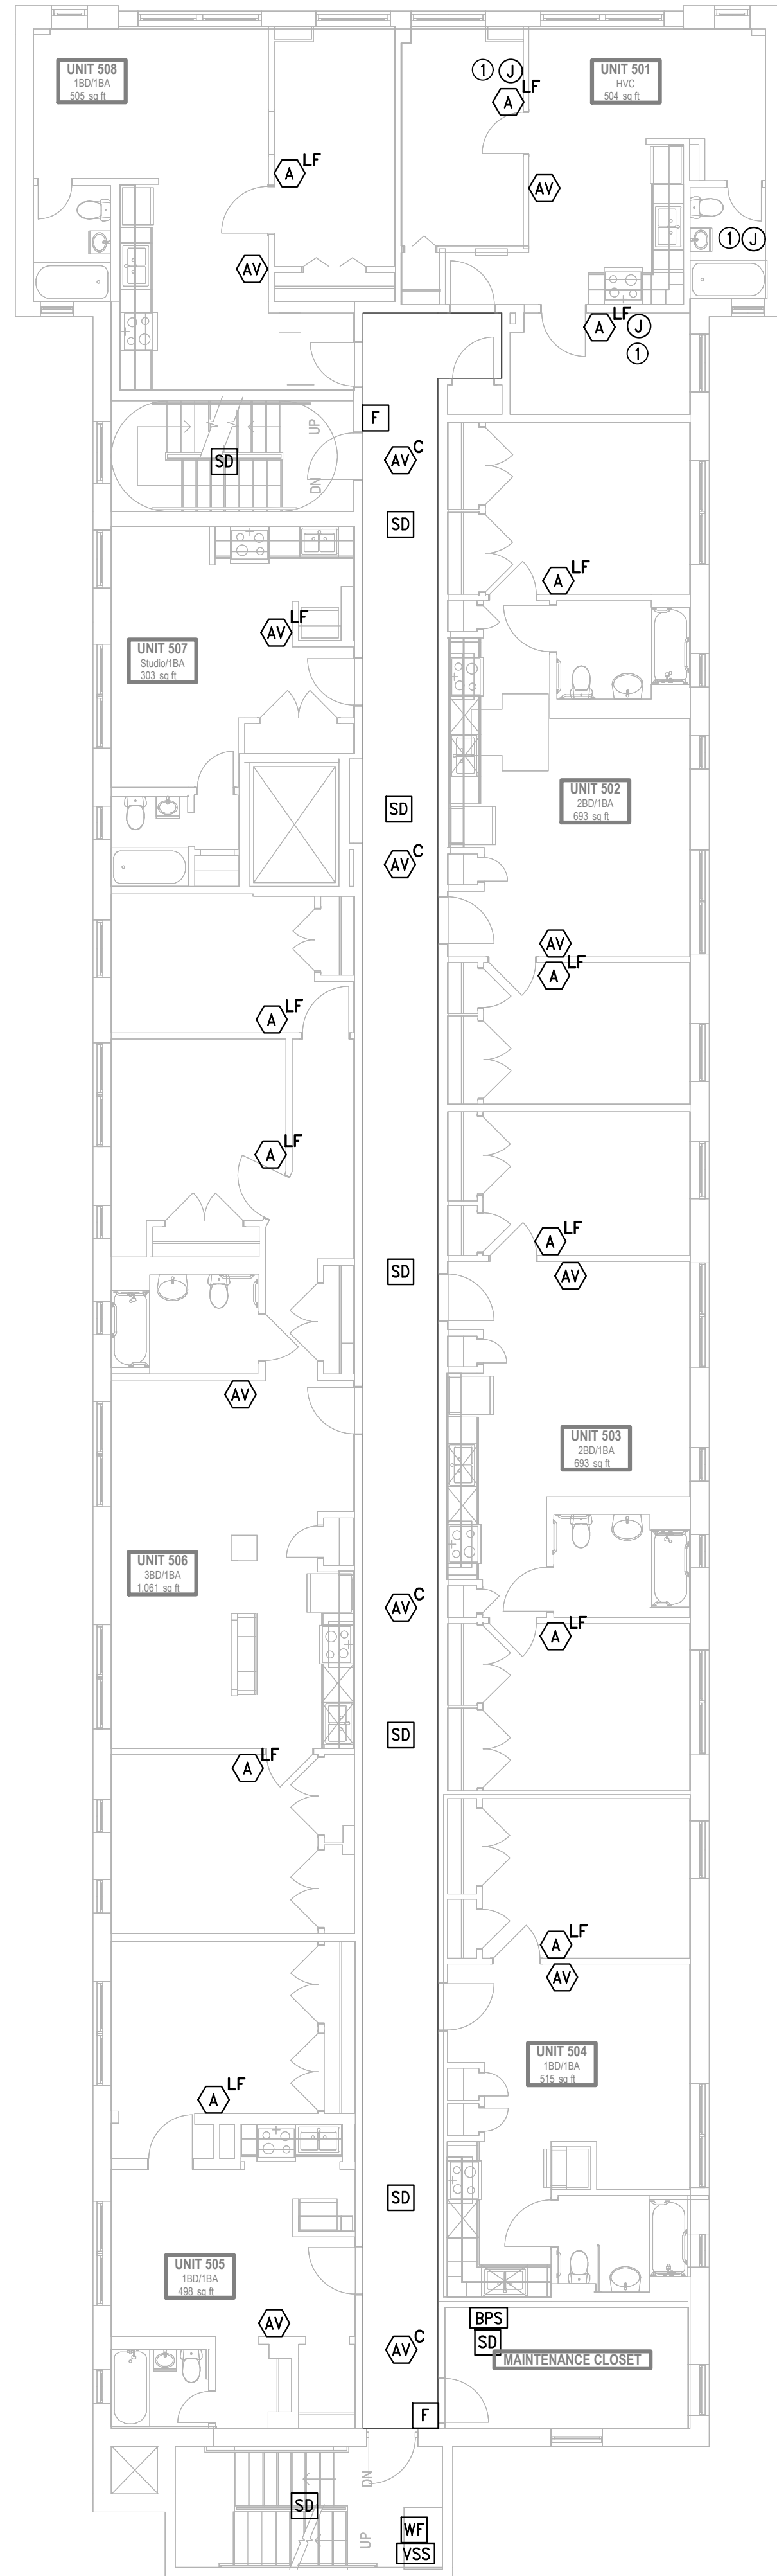 UNIT 508
1BD/1BA
505 sq ft
1 J
A LF
UNIT 501
HVC
504 sq ft
A LF
AV
1 J
AV
A LF J
1
F
UP
AV C
SD
DN
SD
A LF
AV LF
UNIT 507
Studio/1BA
303 sq ft
UNIT 502
2BD/1BA
693 sq ft
SD
AV C
AV
A LF
A LF
A LF
A LF
SD
AV
AV
UNIT 503
2BD/1BA
693 sq ft
UNIT 506
3BD/1BA
1,061 sq ft
AV C
A LF
SD
A LF
A LF
AV
UNIT 504
1BD/1BA
515 sq ft
A LF
SD
UNIT 505
1BD/1BA
498 sq ft
BPS
AV
SD
AV C
MAINTENANCE CLOSET
F
DN
SD
UP
WF
VSS